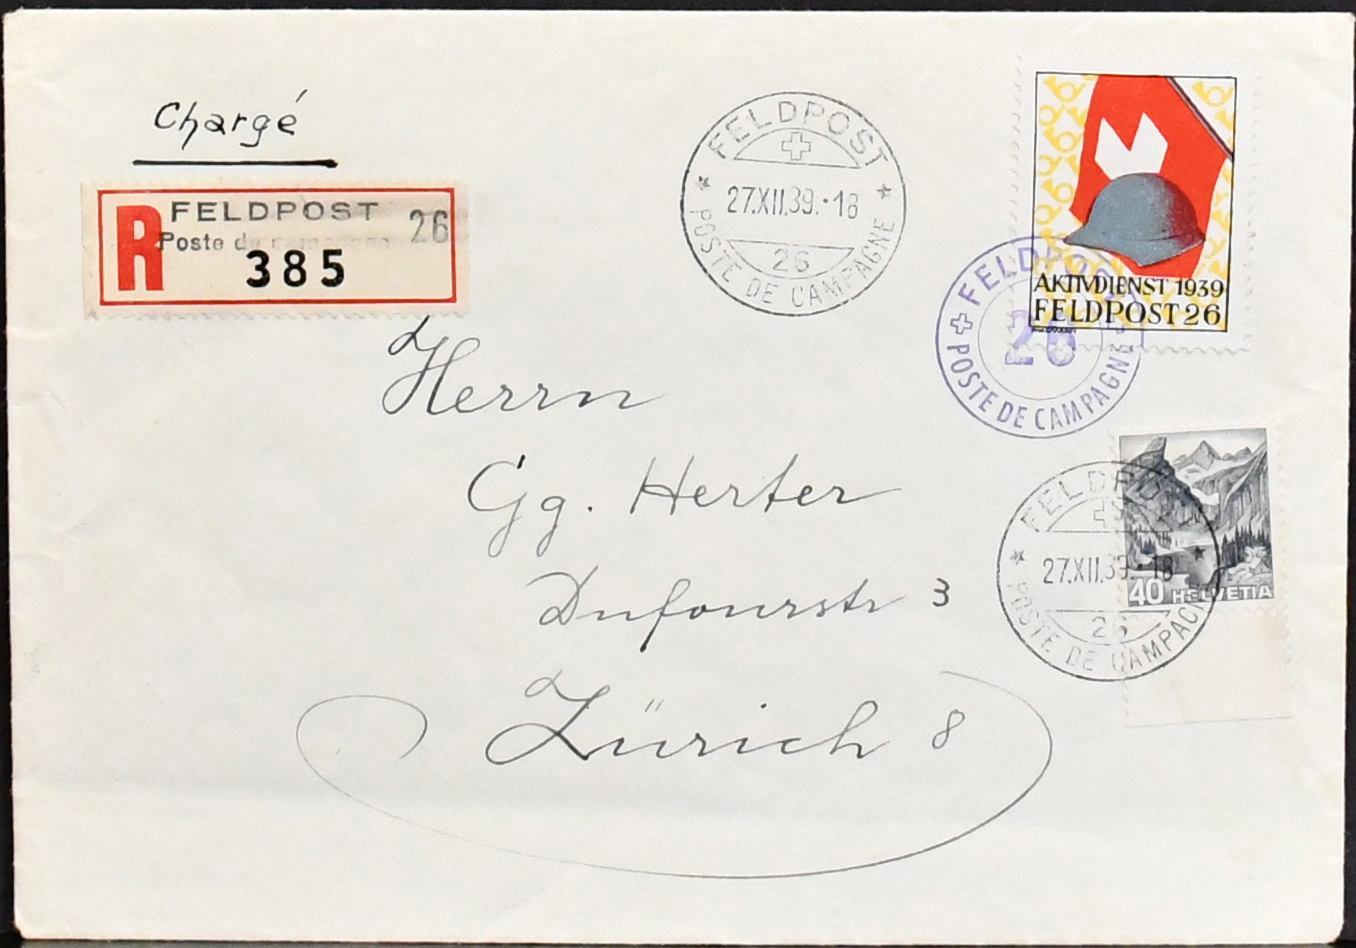 Chargé
R FELDPOST 26
Poste de campagne
385
FELDPOST
27.XII.39.-18
26
POSTE DE CAMPAGNE
AKTIVDIENST 1939
FELDPOST 26
FELDPOST
26
POSTE DE CAMPAGNE
Herrn
Gg. Herter
Dufourstr 3
Zürich 8
FELDPOST
27.XII.39.-18
26
POSTE DE CAMPAGNE
40 HELVETIA